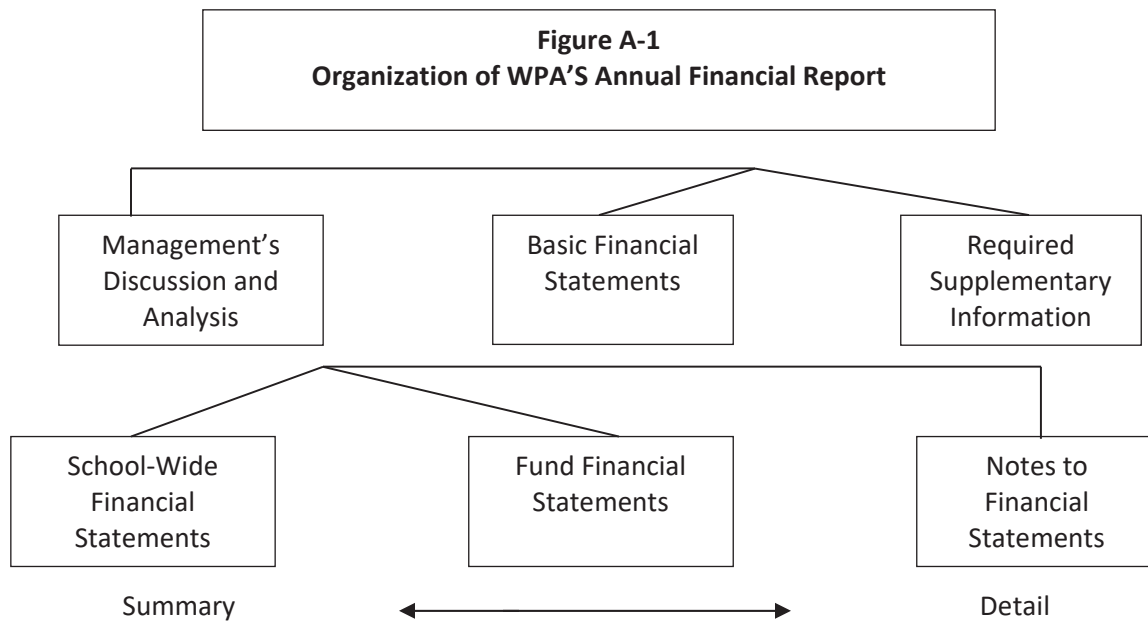 Figure A-1
Organization of WPA’S Annual Financial Report
Management’s
Discussion and
Analysis
Basic Financial
Statements
Required
Supplementary
Information
School-Wide
Financial
Statements
Fund Financial
Statements
Notes to
Financial
Statements
Summary
Detail